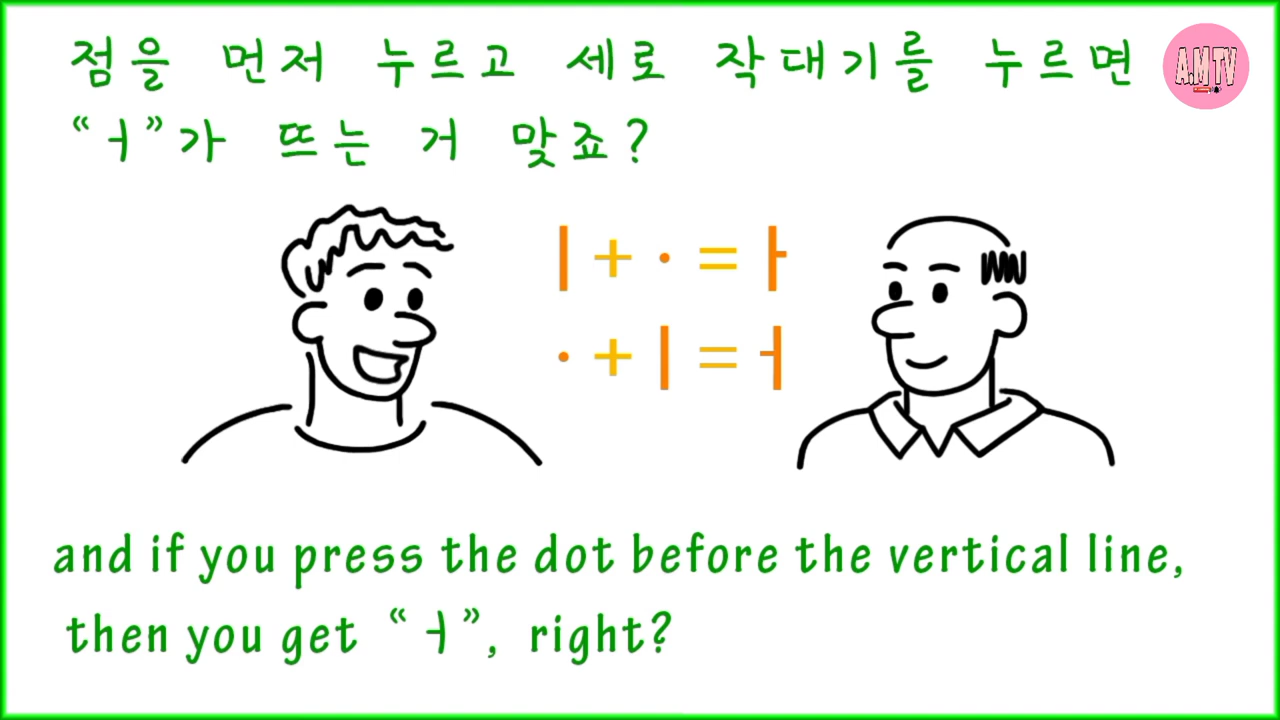 점을 먼저 누르고 세로 작대기를 누르면
A.M TV
“ㅓ”가 뜨는 거 맞죠?
ㅣ + · = ㅏ
· + ㅣ = ㅓ
and if you press the dot before the vertical line,
then you get “ㅓ”, right?